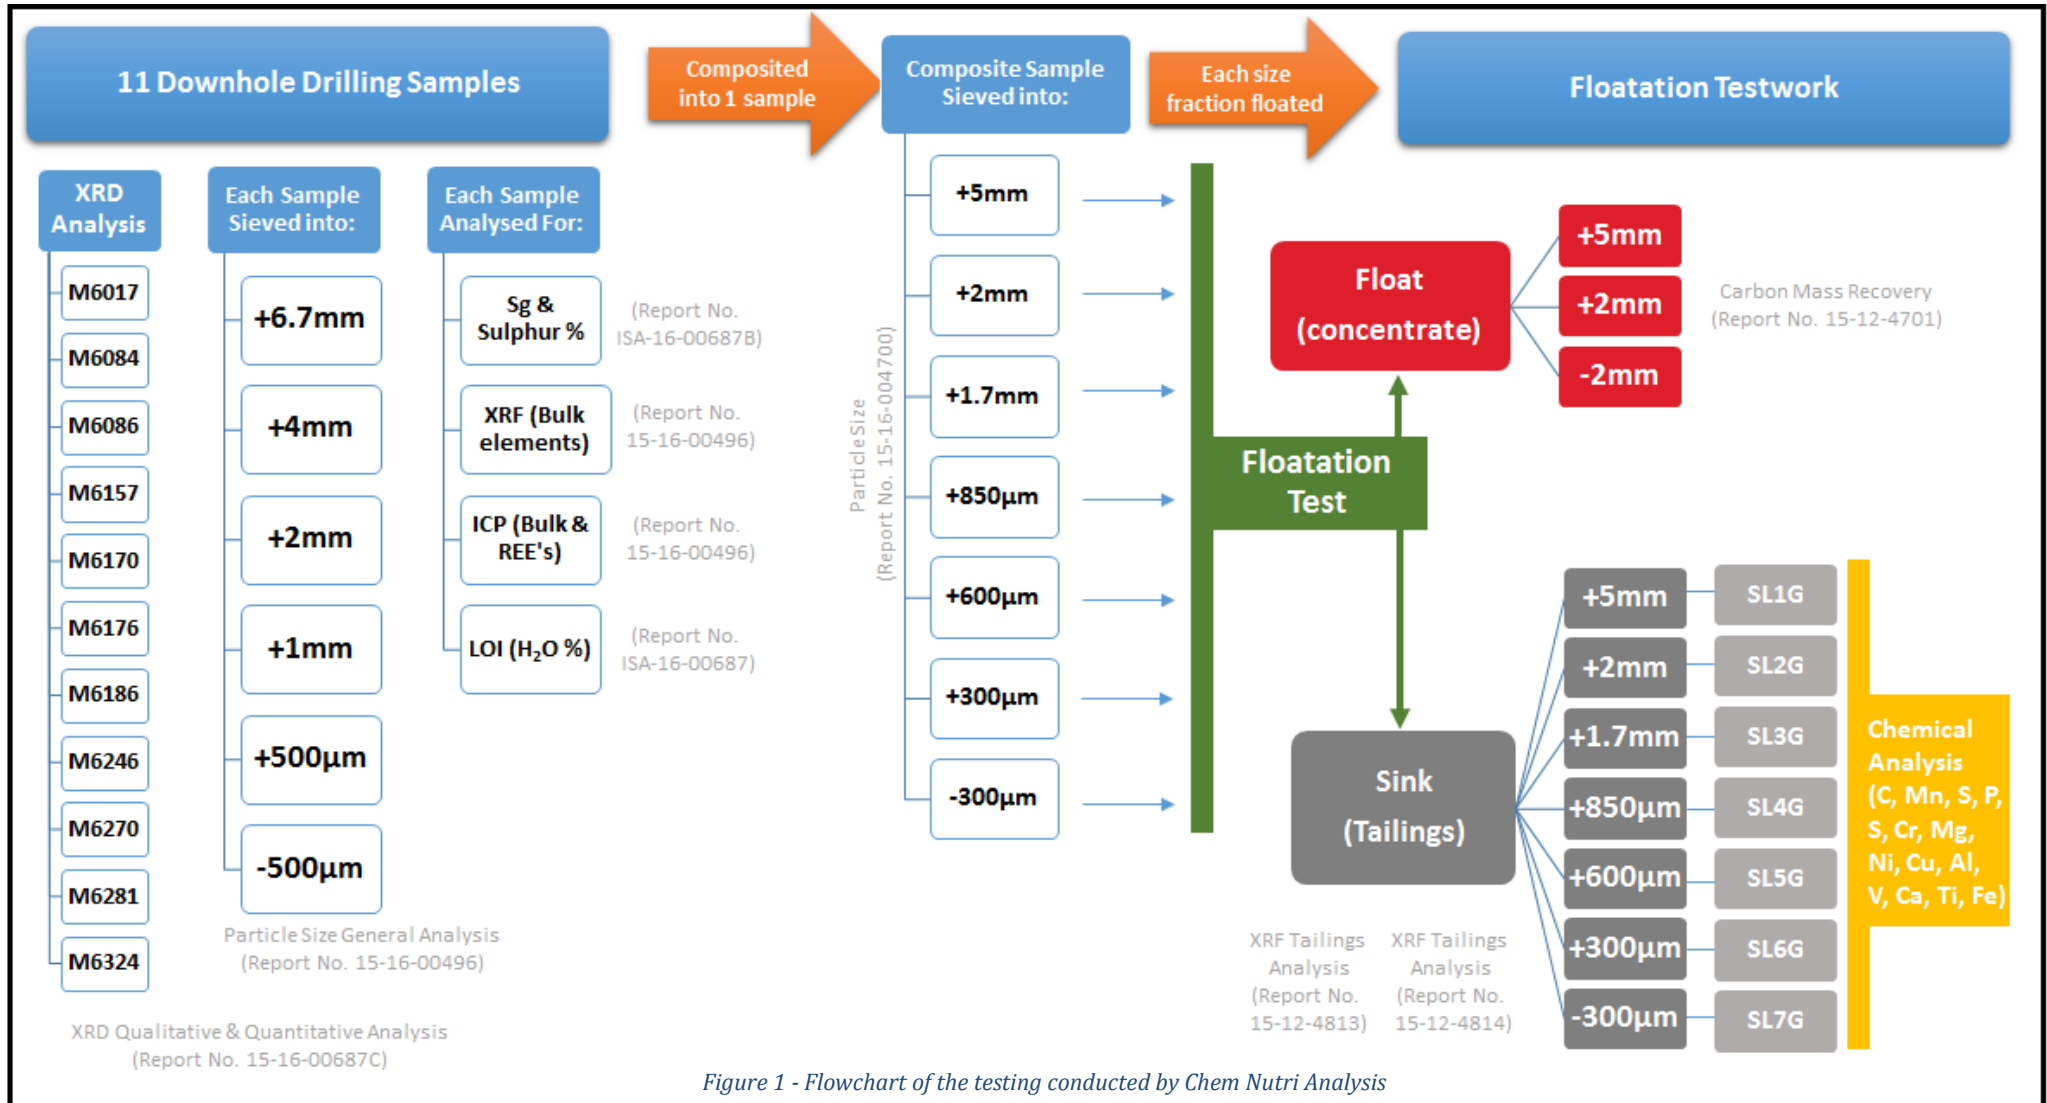 11 Downhole Drilling Samples
Composited
into 1 sample
Composite Sample
Sieved into:
Each size
fraction floated
Floatation Testwork
XRD
Analysis
M6017
M6084
M6086
M6157
M6170
M6176
M6186
M6246
M6270
M6281
M6324
XRD Qualitative & Quantitative Analysis
(Report No. 15-16-00687C)
Each Sample
Sieved into:
+6.7mm
+4mm
+2mm
+1mm
+500µm
-500µm
Particle Size General Analysis
(Report No. 15-16-00496)
Each Sample
Analysed For:
Sg &
Sulphur %
(Report No.
ISA-16-00687B)
XRF (Bulk
elements)
(Report No.
15-16-00496)
ICP (Bulk &
REE's)
(Report No.
15-16-00496)
LOI (H₂O %)
(Report No.
ISA-16-00687)
Particle Size
(Report No. 15-16-004700)
+5mm
+2mm
+1.7mm
+850µm
+600µm
+300µm
-300µm
Floatation
Test
Float
(concentrate)
+5mm
+2mm
-2mm
Carbon Mass Recovery
(Report No. 15-12-4701)
Sink
(Tailings)
XRF Tailings
Analysis
(Report No.
15-12-4813)
XRF Tailings
Analysis
(Report No.
15-12-4814)
+5mm
SL1G
+2mm
SL2G
+1.7mm
SL3G
+850µm
SL4G
+600µm
SL5G
+300µm
SL6G
-300µm
SL7G
Chemical
Analysis
(C, Mn, S, P,
S, Cr, Mg,
Ni, Cu, Al,
V, Ca, Ti, Fe)
Figure 1 - Flowchart of the testing conducted by Chem Nutri Analysis